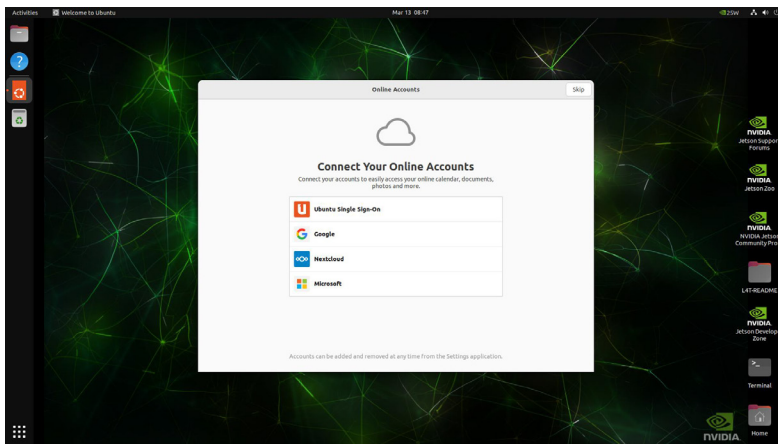 Activities
Welcome to Ubuntu
Mar 13 08:47
25W
Online Accounts
Skip
Connect Your Online Accounts
Connect your accounts to easily access your online calendar, documents,
photos and more.
Ubuntu Single Sign-On
Google
Nextcloud
Microsoft
Accounts can be added and removed at any time from the Settings application.
NVIDIA
Jetson Suppor
Forums
NVIDIA
Jetson Zoo
NVIDIA
NVIDIA Jetson
Community Pro
L4T-README
NVIDIA
Jetson Develop
Zone
Terminal
Home
NVIDIA